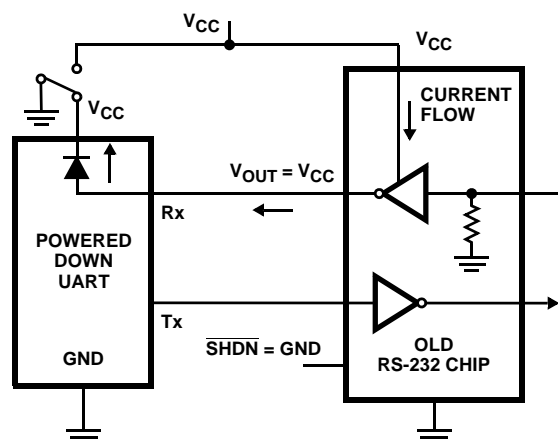 VCC
VCC
VCC
CURRENT
FLOW
VOUT = VCC
Rx
POWERED
DOWN
UART
Tx
GND
SHDN = GND
OLD
RS-232 CHIP